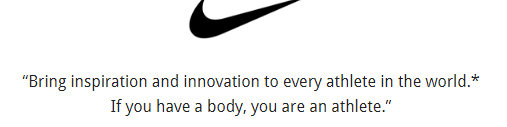 “Bring inspiration and innovation to every athlete in the world.*
If you have a body, you are an athlete.”